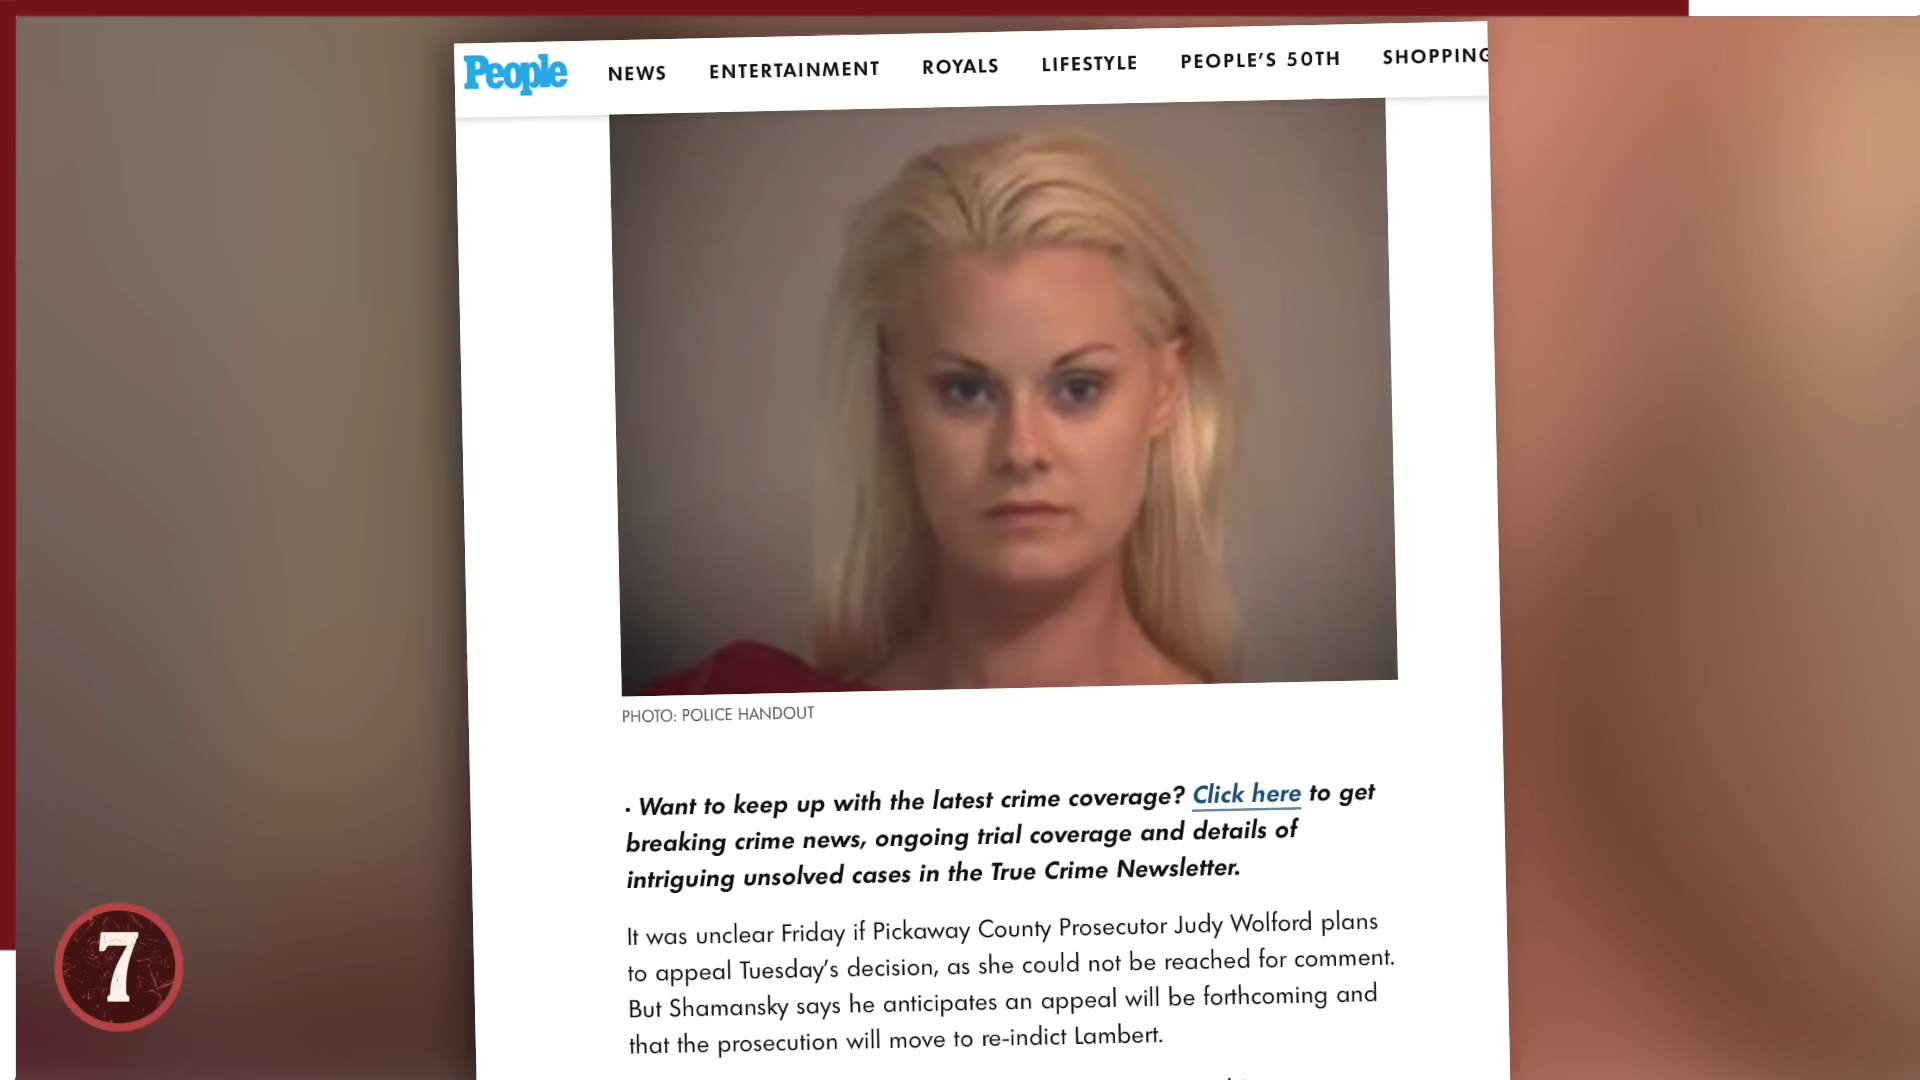 People NEWS ENTERTAINMENT ROYALS LIFESTYLE PEOPLE'S 50TH SHOPPING
PHOTO: POLICE HANDOUT
· Want to keep up with the latest crime coverage? Click here to get
breaking crime news, ongoing trial coverage and details of
intriguing unsolved cases in the True Crime Newsletter.
It was unclear Friday if Pickaway County Prosecutor Judy Wolford plans
to appeal Tuesday's decision, as she could not be reached for comment.
But Shamansky says he anticipates an appeal will be forthcoming and
that the prosecution will move to re-indict Lambert.
7